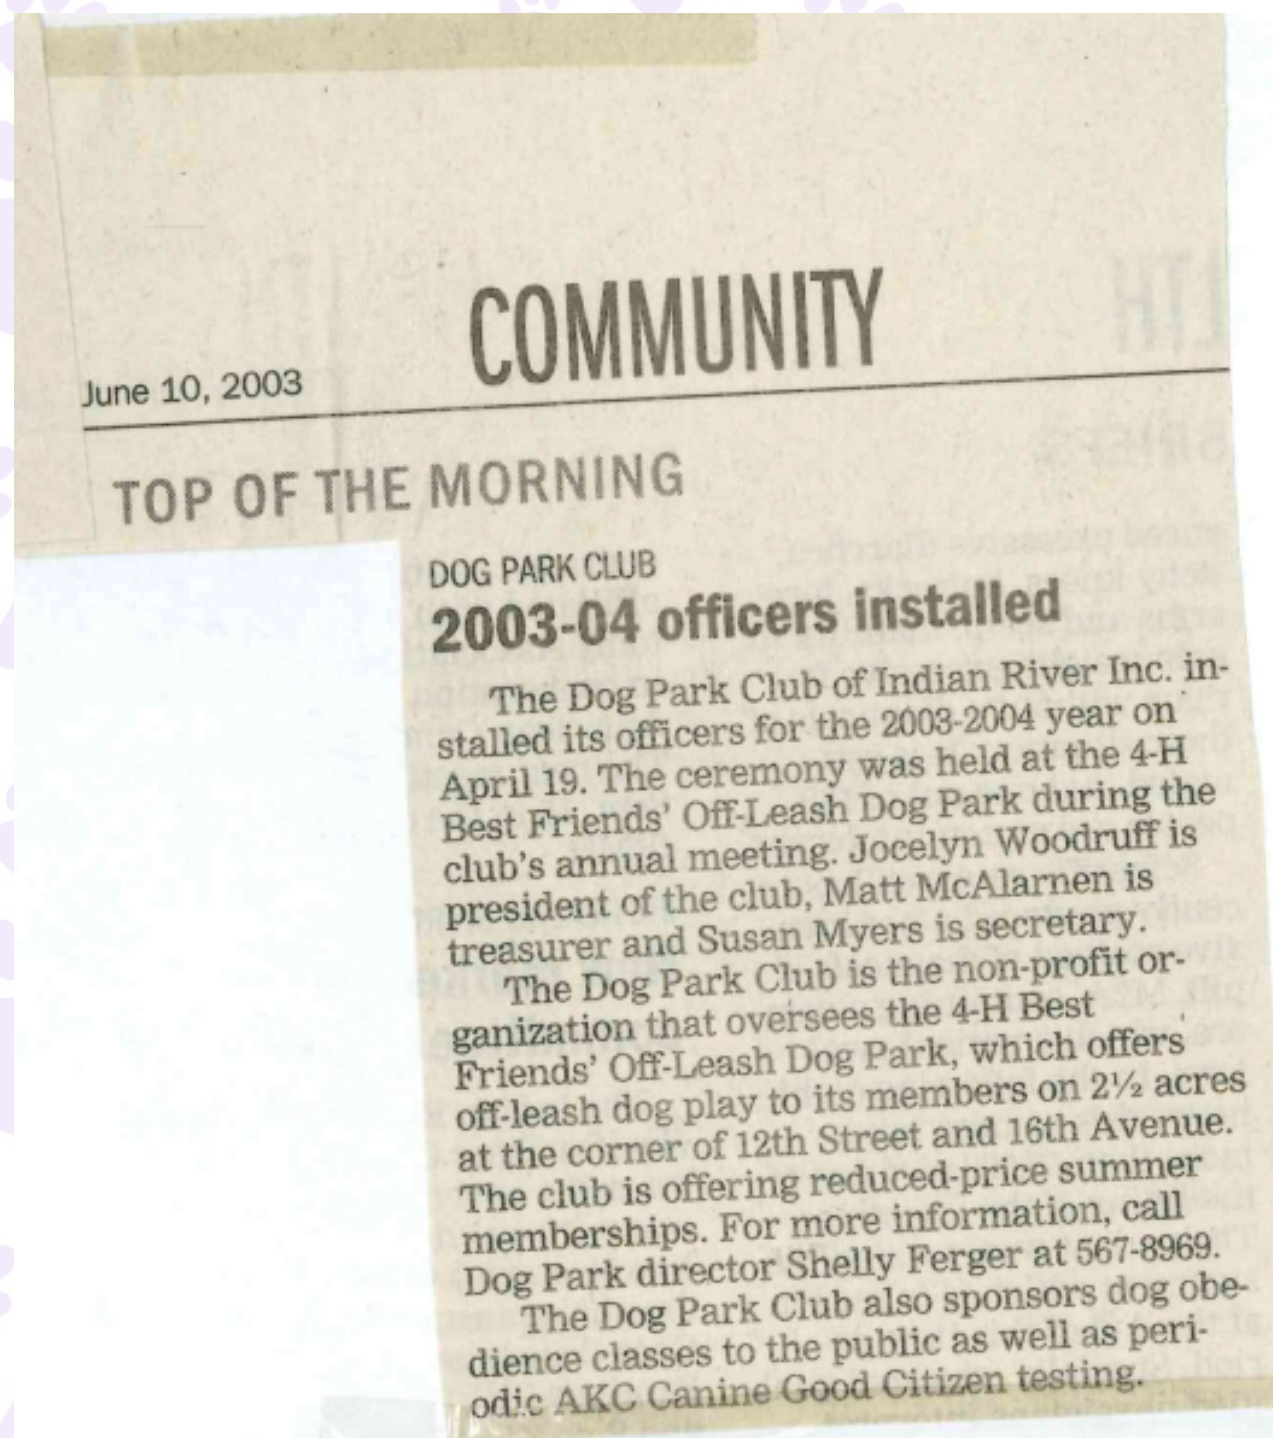 COMMUNITY
June 10, 2003
TOP OF THE MORNING
DOG PARK CLUB
2003-04 officers installed
The Dog Park Club of Indian River Inc. in-
stalled its officers for the 2003-2004 year on
April 19. The ceremony was held at the 4-H
Best Friends' Off-Leash Dog Park during the
club's annual meeting. Jocelyn Woodruff is
president of the club, Matt McAlarnen is
treasurer and Susan Myers is secretary.
The Dog Park Club is the non-profit or-
ganization that oversees the 4-H Best
Friends' Off-Leash Dog Park, which offers
off-leash dog play to its members on 2½ acres
at the corner of 12th Street and 16th Avenue.
The club is offering reduced-price summer
memberships. For more information, call
Dog Park director Shelly Ferger at 567-8969.
The Dog Park Club also sponsors dog obe-
dience classes to the public as well as peri-
odic AKC Canine Good Citizen testing.